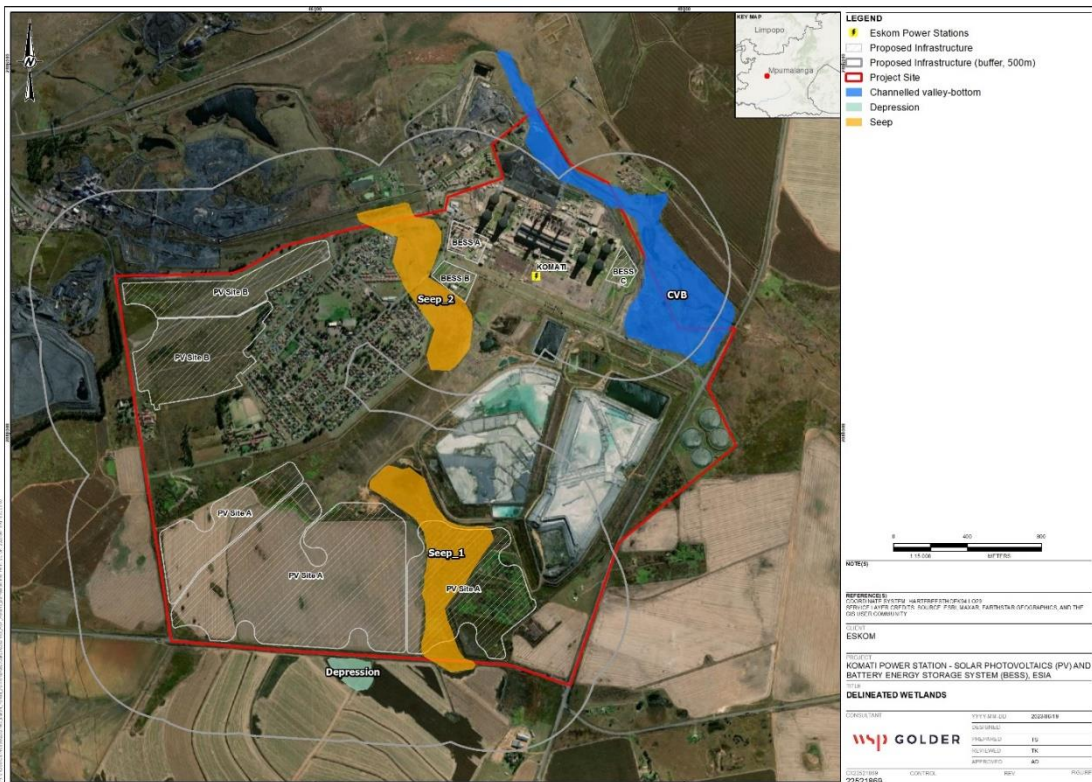 KEY MAP
Limpopo
Mpumalanga
BESS A
BESS B
KOMATI
BESS
C
CVB
Seep_2
PV Site B
PV Site B
PV Site A
PV Site A
Seep_1
PV Site A
Depression
LEGEND
Eskom Power Stations
Proposed Infrastructure
Proposed Infrastructure (buffer, 500m)
Project Site
Channelled valley-bottom
Depression
Seep
0 400 800
METERS
NOTE(S)
REFERENCE(S)
CLIENT
ESKOM
PROJECT
KOMATI POWER STATION - SOLAR PHOTOVOLTAICS (PV) AND
BATTERY ENERGY STORAGE SYSTEM (BESS), ESIA
TITLE
DELINEATED WETLANDS
CONSULTANT
wsp GOLDER
YYYY-MM-DD
DESIGNED
PREPARED
REVIEWED TK
APPROVED
CONTROL
REV